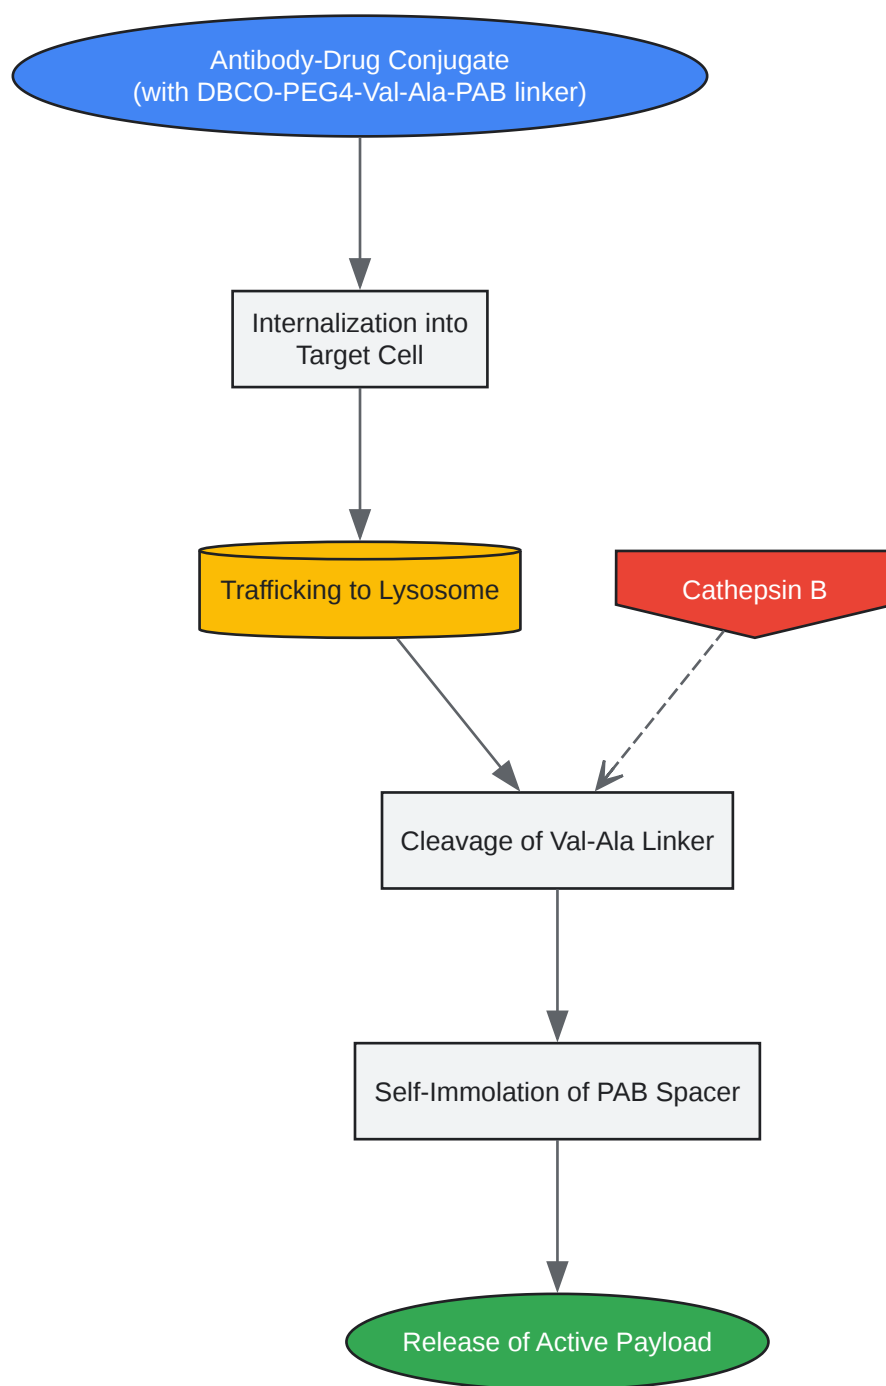 Antibody-Drug Conjugate
(with DBCO-PEG4-Val-Ala-PAB linker)
Internalization into
Target Cell
Trafficking to Lysosome
Cathepsin B
Cleavage of Val-Ala Linker
Self-Immolation of PAB Spacer
Release of Active Payload